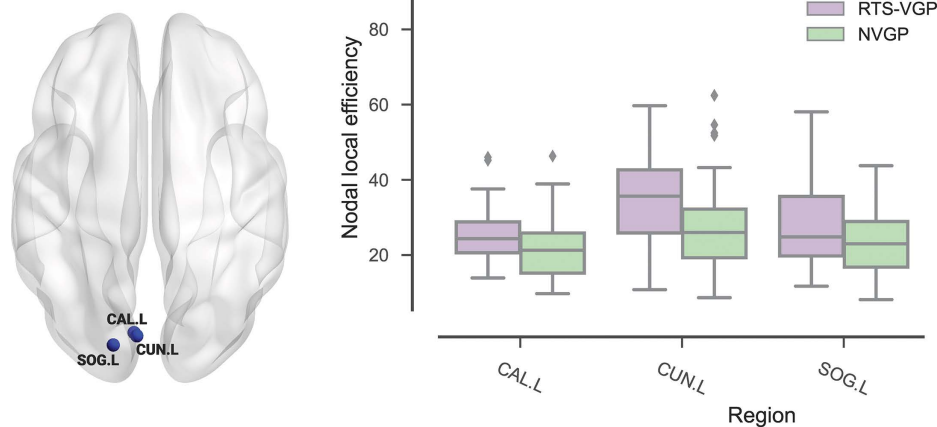 CAL.L
CUN.L
SOG.L
Nodal local efficiency
80
60
40
20
RTS-VGP
NVGP
CAL.L
CUN.L
SOG.L
Region